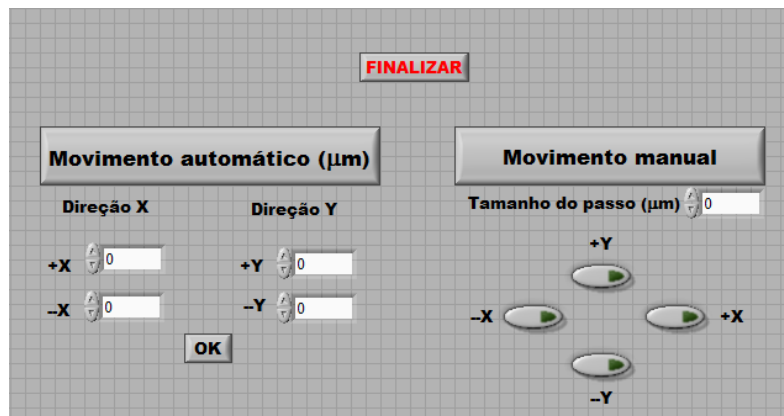 FINALIZAR
Movimento automático (μm)
Direção X
Direção Y
+X
0
+Y
0
--X
0
--Y
0
OK
Movimento manual
Tamanho do passo (μm)
0
+Y
--X
+X
--Y